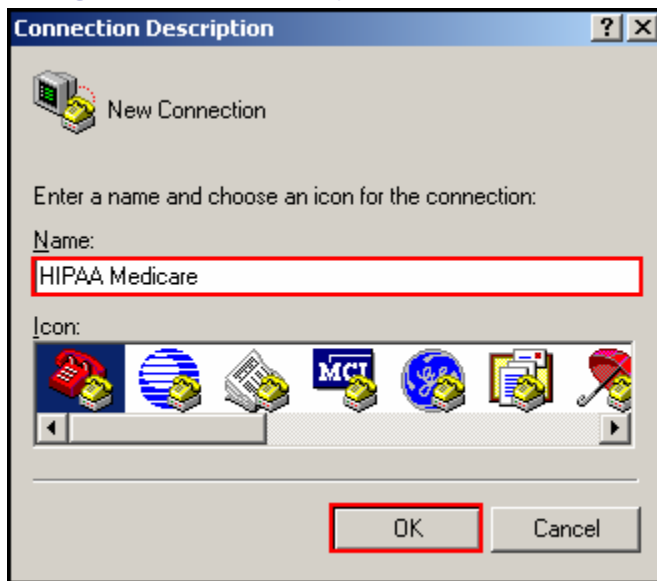 Connection Description
New Connection
Enter a name and choose an icon for the connection:
Name:
HIPAA Medicare
Icon:
MCI
OK Cancel